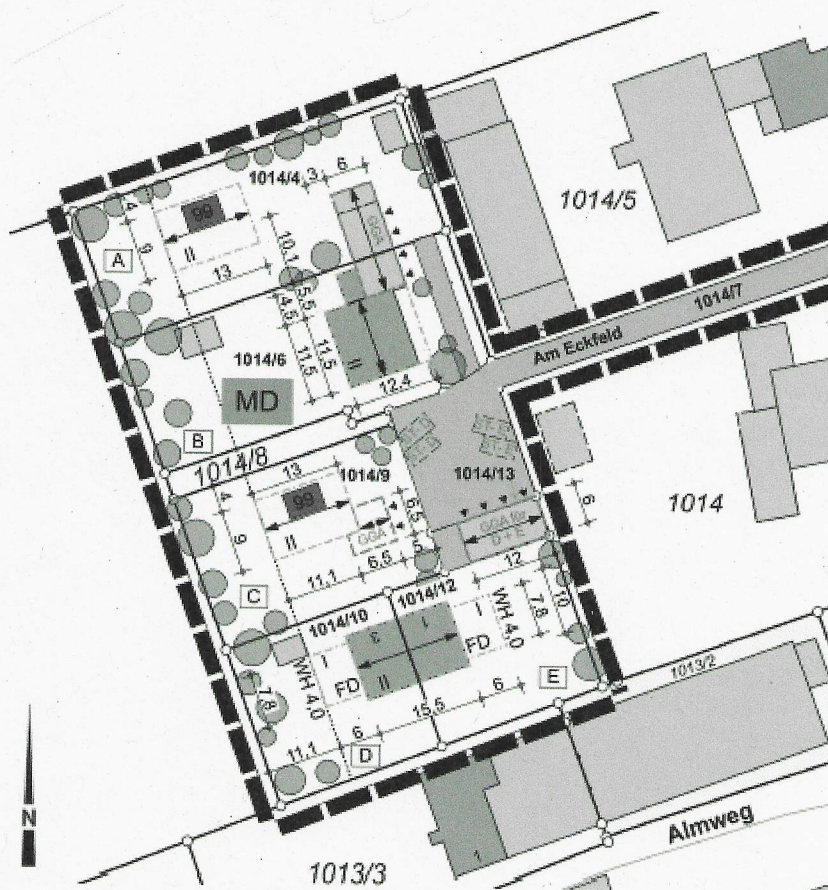 1014/4
3
6
1014/5
4
99
9
A
II
10,1
GGA
13
5,5
4,5
1014/7
Am Eckfeld
1014/6
11,5
11,5
II
MD
12,4
B
1014/8
13
1014/9
1014/13
4
99
6,5
6
1014
9
II
GGA
GGA für
D + E
5
11,1
6,5
12
C
1014/12
1014/10
I
WH 4,0
7,8
10
3
1
I
FD
FD
II
WH 4,0
7,8
E
1013/2
6
15,5
6
11,1
D
N
Almweg
1
1013/3